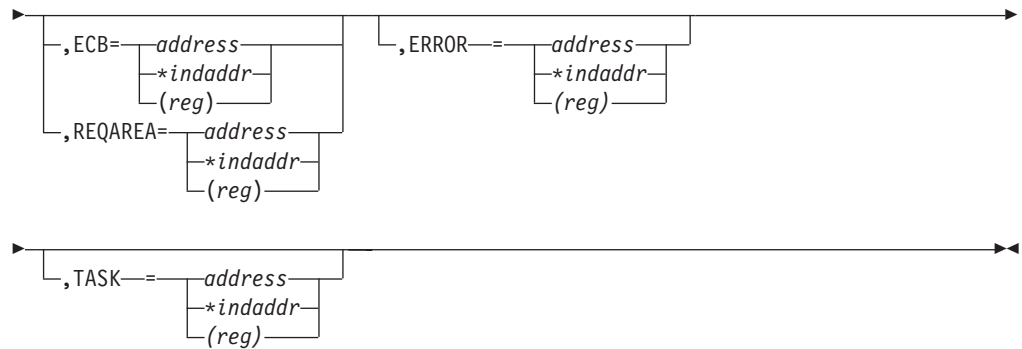 ,ECB= address ,ERROR = address
*indaddr *indaddr
(reg) (reg)
,REQAREA= address
*indaddr
(reg)
,TASK = address
*indaddr
(reg)